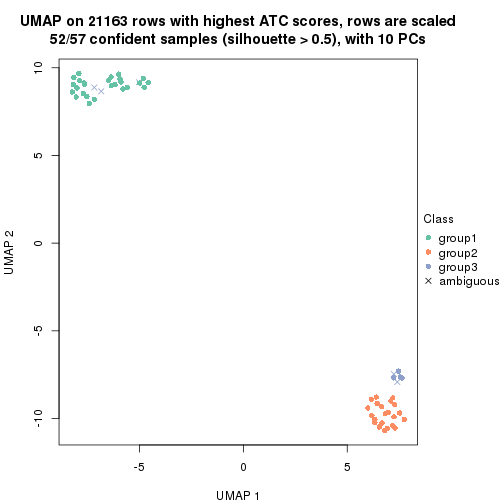 UMAP on 21163 rows with highest ATC scores, rows are scaled
52/57 confident samples (silhouette > 0.5), with 10 PCs
10
5
0
-5
-10
UMAP 2
-5
0
5
UMAP 1
Class
group1
group2
group3
ambiguous